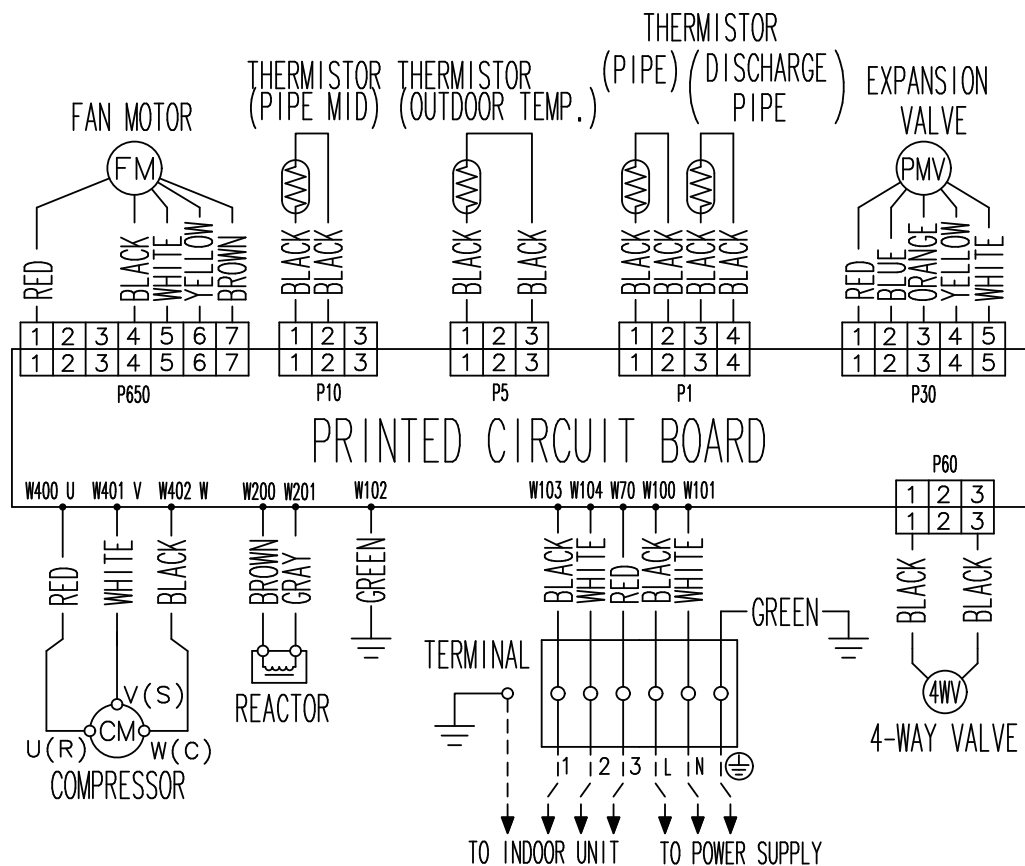 THERMISTOR
(PIPE) (DISCHARGE PIPE)
THERMISTOR
(PIPE MID)
THERMISTOR
(OUTDOOR TEMP.)
EXPANSION
VALVE
FAN MOTOR
FM
PMV
RED
BLACK
WHITE
YELLOW
BROWN
BLACK
BLACK
BLACK
BLACK
BLACK
BLACK
BLACK
BLACK
RED
BLUE
ORANGE
YELLOW
WHITE
1 2 3 4 5 6 7
1 2 3 4 5 6 7
P650
1 2 3
1 2 3
P10
1 2 3
1 2 3
P5
1 2 3 4
1 2 3 4
P1
1 2 3 4 5
1 2 3 4 5
P30
PRINTED CIRCUIT BOARD
W400 U W401 V W402 W W200 W201 W102 W103 W104 W70 W100 W101
P60
1 2 3
1 2 3
RED
WHITE
BLACK
BROWN
GRAY
GREEN
BLACK
WHITE
RED
BLACK
WHITE
BLACK
BLACK
GREEN
TERMINAL
REACTOR
V(S)
CM
U(R)
W(C)
COMPRESSOR
4WV
4-WAY VALVE
1 2 3 L N
TO INDOOR UNIT
TO POWER SUPPLY